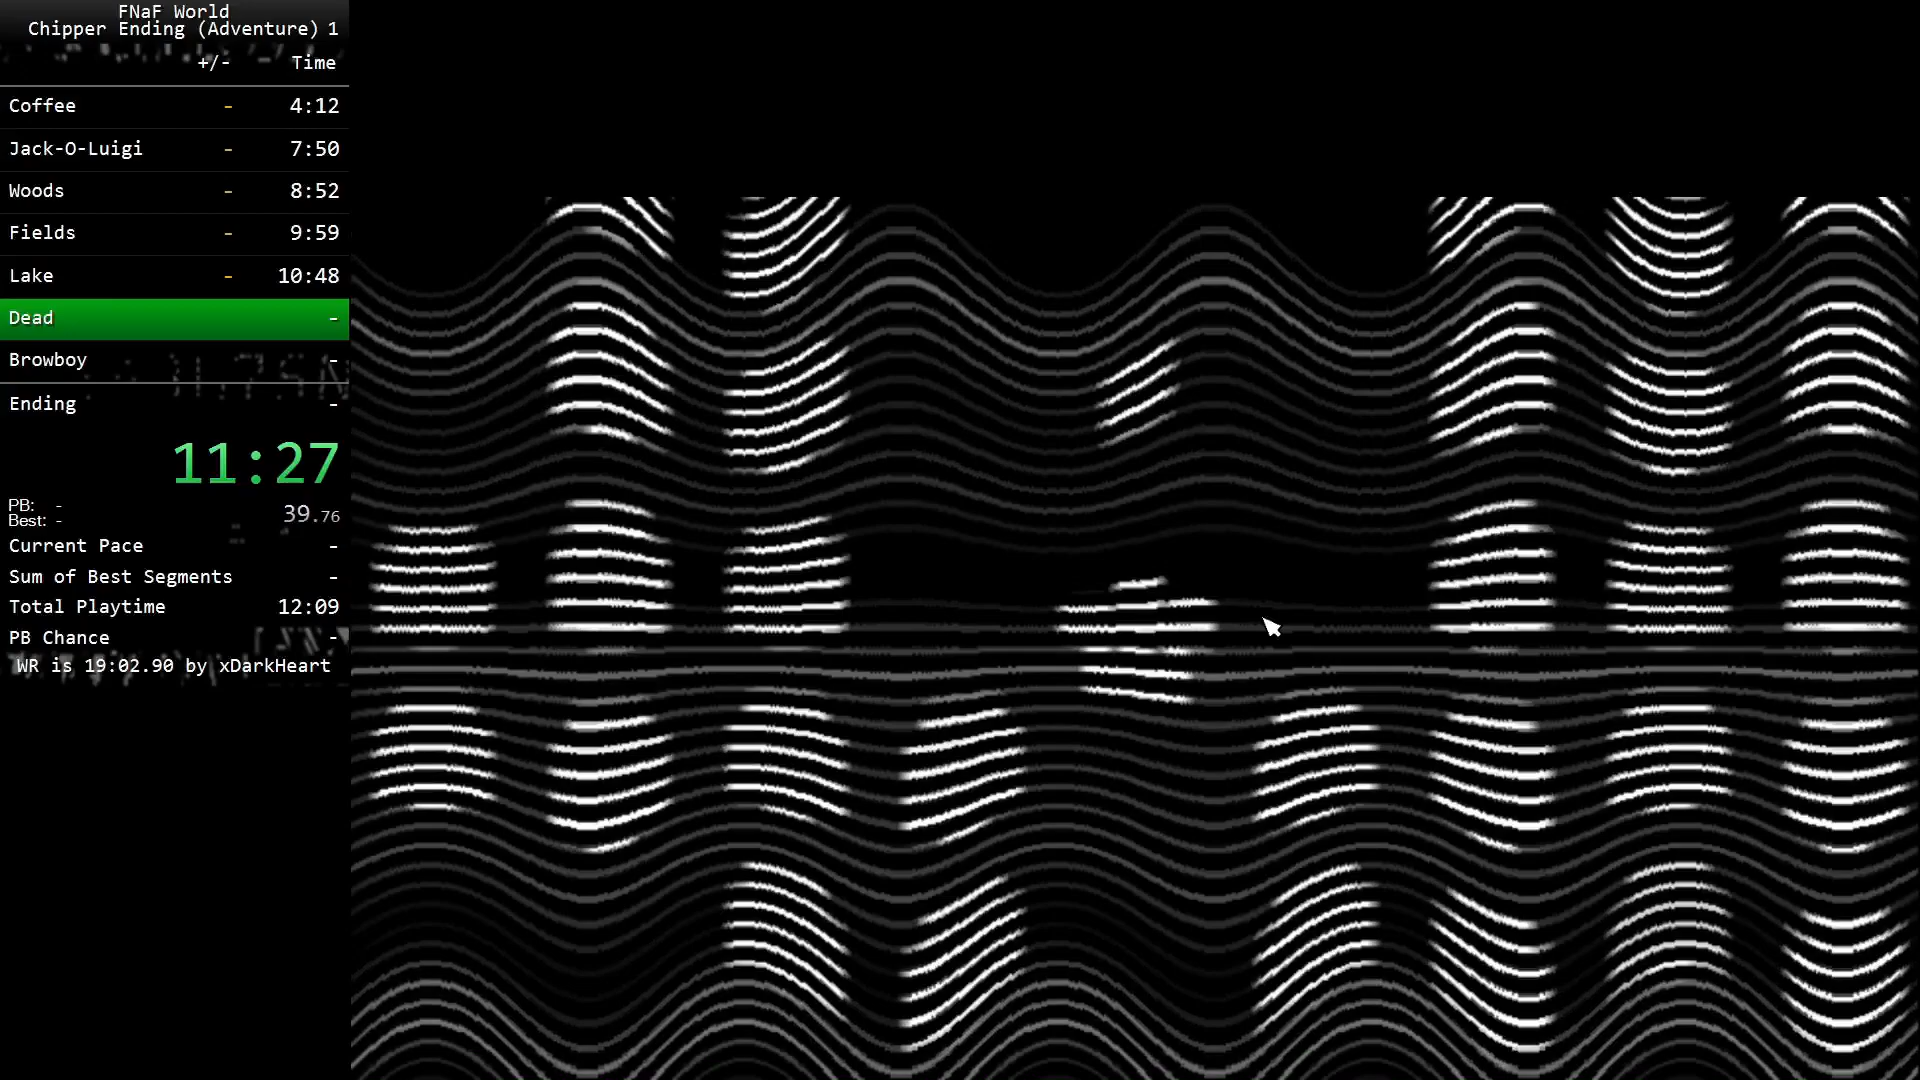 FNaF World
Chipper Ending (Adventure) 1
+/- Time
Coffee - 4:12
Jack-O-Luigi - 7:50
Woods - 8:52
Fields - 9:59
Lake - 10:48
Dead -
Browboy -
Ending -
11:27
PB: -
Best: -
39.76
Current Pace -
Sum of Best Segments -
Total Playtime 12:09
PB Chance -
WR is 19:02.90 by xDarkHeart